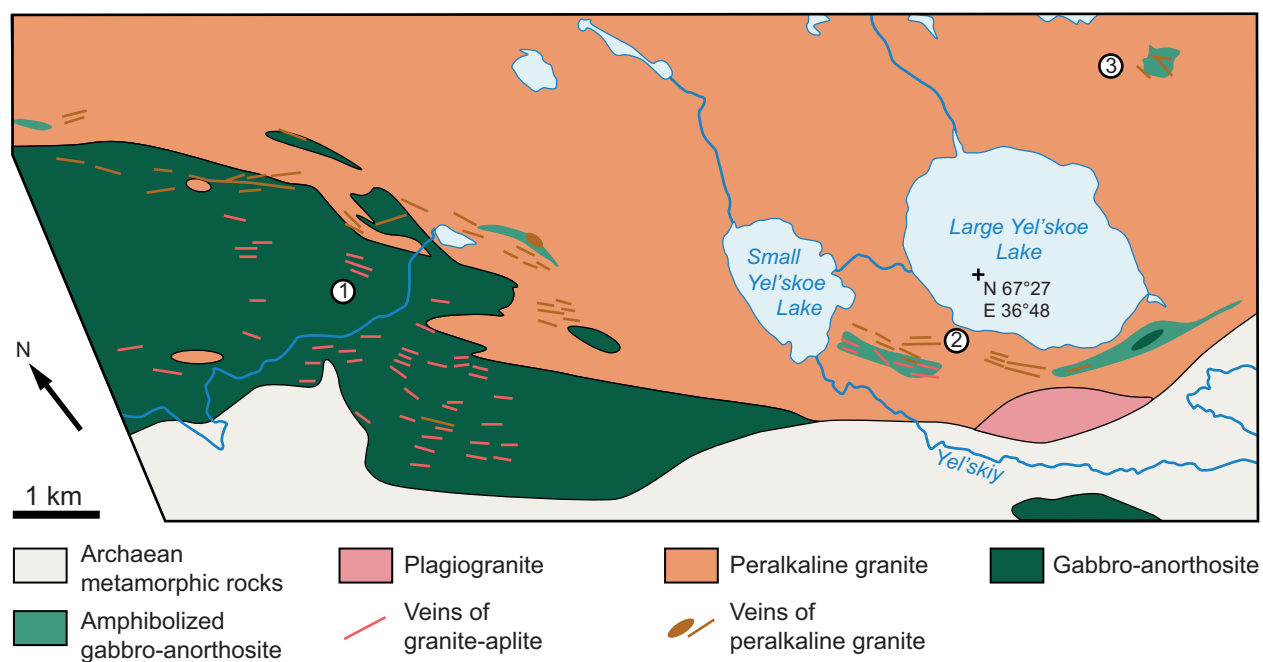 3
Large Yel'skoe
Lake
Small
Yel'skoe
Lake
N 67°27
E 36°48
1
2
N
Yel'skiy
1 km
Archaean
metamorphic rocks
Plagiogranite
Peralkaline granite
Gabbro-anorthosite
Amphibolized
gabbro-anorthosite
Veins of
granite-aplite
Veins of
peralkaline granite